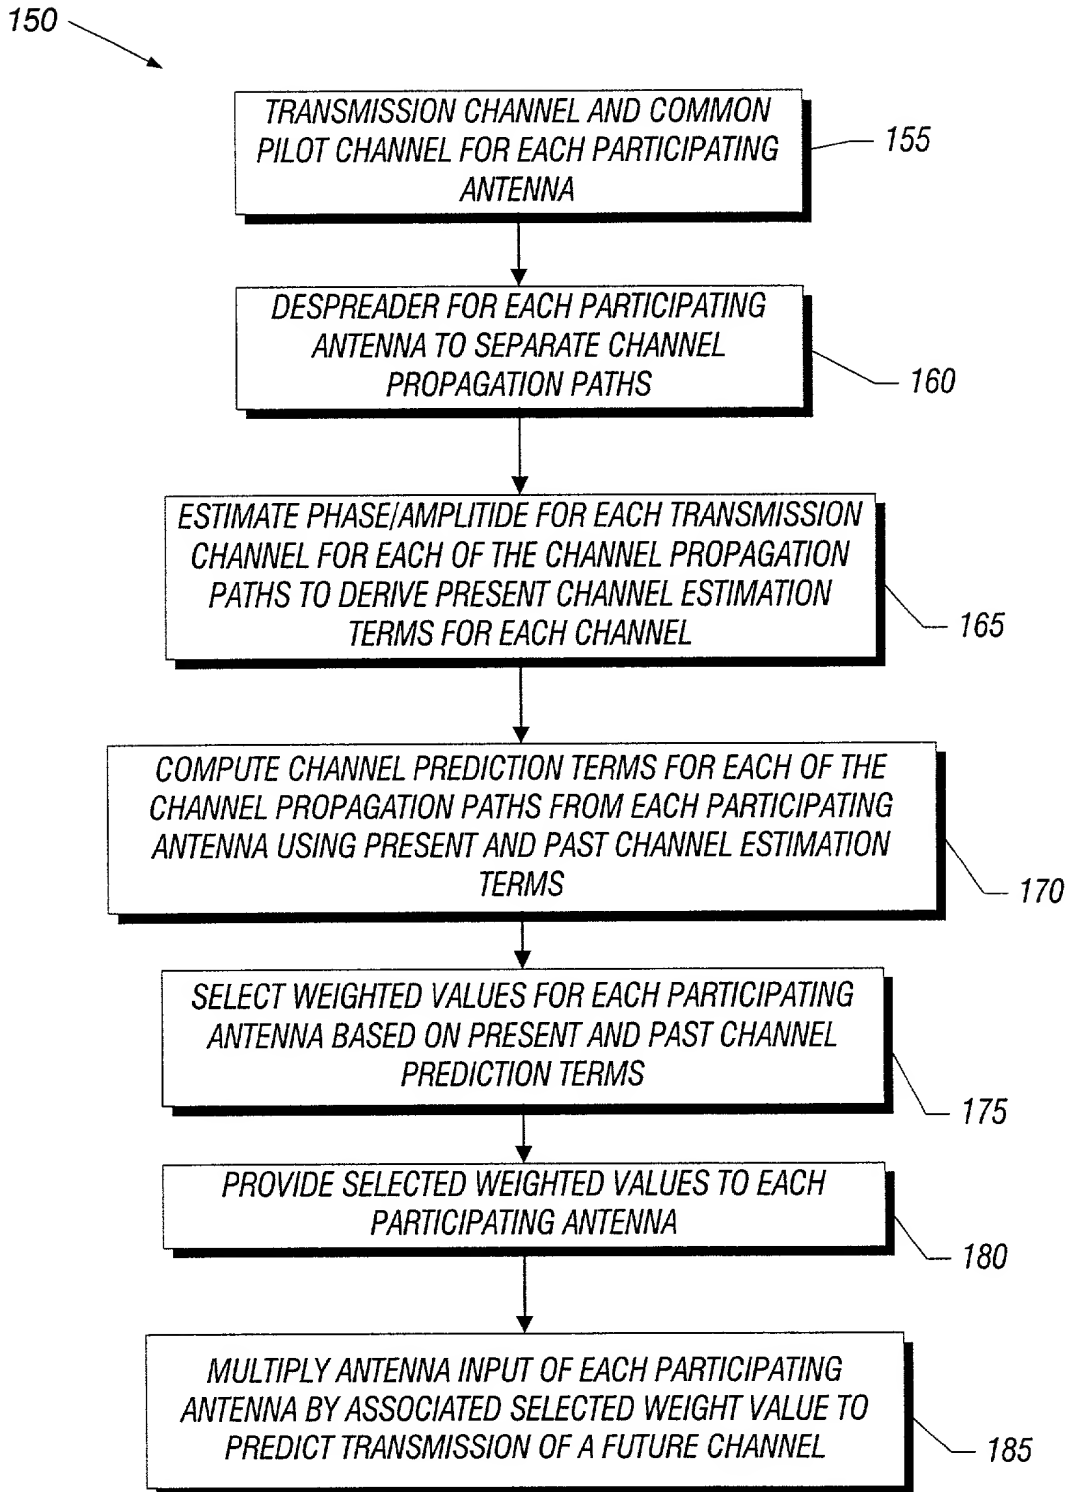 150
TRANSMISSION CHANNEL AND COMMON
PILOT CHANNEL FOR EACH PARTICIPATING
ANTENNA
155
DESPREADER FOR EACH PARTICIPATING
ANTENNA TO SEPARATE CHANNEL
PROPAGATION PATHS
160
ESTIMATE PHASE/AMPLITIDE FOR EACH TRANSMISSION
CHANNEL FOR EACH OF THE CHANNEL PROPAGATION
PATHS TO DERIVE PRESENT CHANNEL ESTIMATION
TERMS FOR EACH CHANNEL
165
COMPUTE CHANNEL PREDICTION TERMS FOR EACH OF THE
CHANNEL PROPAGATION PATHS FROM EACH PARTICIPATING
ANTENNA USING PRESENT AND PAST CHANNEL ESTIMATION
TERMS
170
SELECT WEIGHTED VALUES FOR EACH PARTICIPATING
ANTENNA BASED ON PRESENT AND PAST CHANNEL
PREDICTION TERMS
175
PROVIDE SELECTED WEIGHTED VALUES TO EACH
PARTICIPATING ANTENNA
180
MULTIPLY ANTENNA INPUT OF EACH PARTICIPATING
ANTENNA BY ASSOCIATED SELECTED WEIGHT VALUE TO
PREDICT TRANSMISSION OF A FUTURE CHANNEL
185